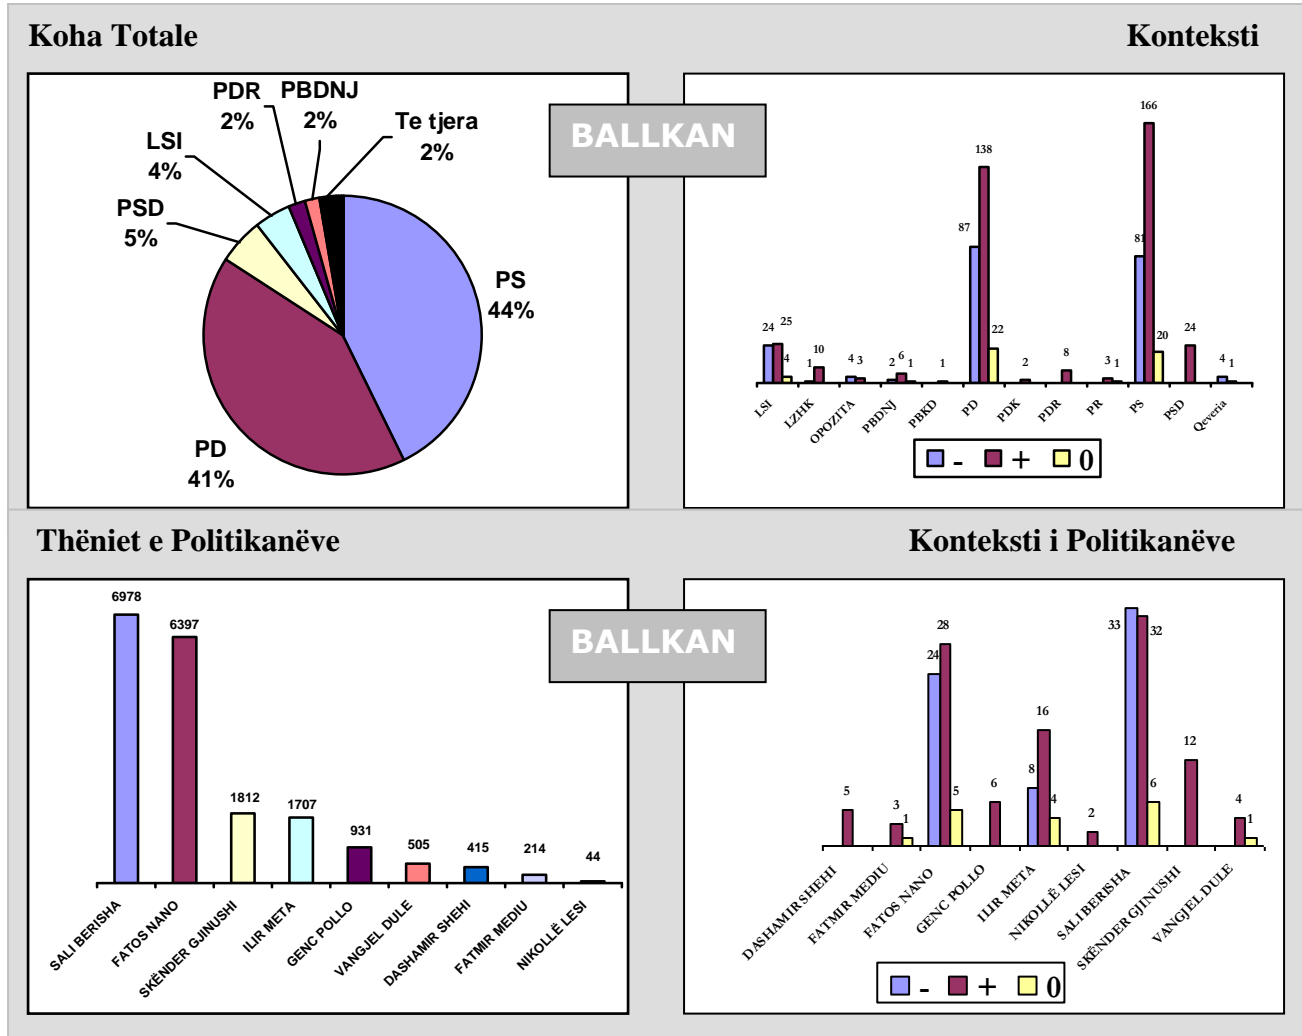 Koha Totale
Konteksti
BALLKAN
PDR
2%
PBDNJ
2%
Te tjera
2%
LSI
4%
PSD
5%
PS
44%
PD
41%
24 25 4
1 10
4 3
2 6 1
1
87 138 22
2
8
3 1
81 166 20
24
4 1
LSI
LZHK
OPOZITA
PBDNJ
PBKD
PD
PDK
PDR
PR
PS
PSD
Qeveria
- + 0
Thëniet e Politikanëve
Konteksti i Politikanëve
BALLKAN
6978
6397
1812
1707
931
505
415
214
44
SALI BERISHA
FATOS NANO
SKËNDER GJINUSHI
ILIR META
GENC POLLO
VANGJEL DULE
DASHAMIR SHEHI
FATMIR MEDIU
NIKOLLË LESI
5
3 1
24 28 5
6
8 16 4
2
33 32 6
12
4 1
DASHAMIR SHEHI
FATMIR MEDIU
FATOS NANO
GENC POLLO
ILIR META
NIKOLLË LESI
SALI BERISHA
SKËNDER GJINUSHI
VANGJEL DULE
- + 0